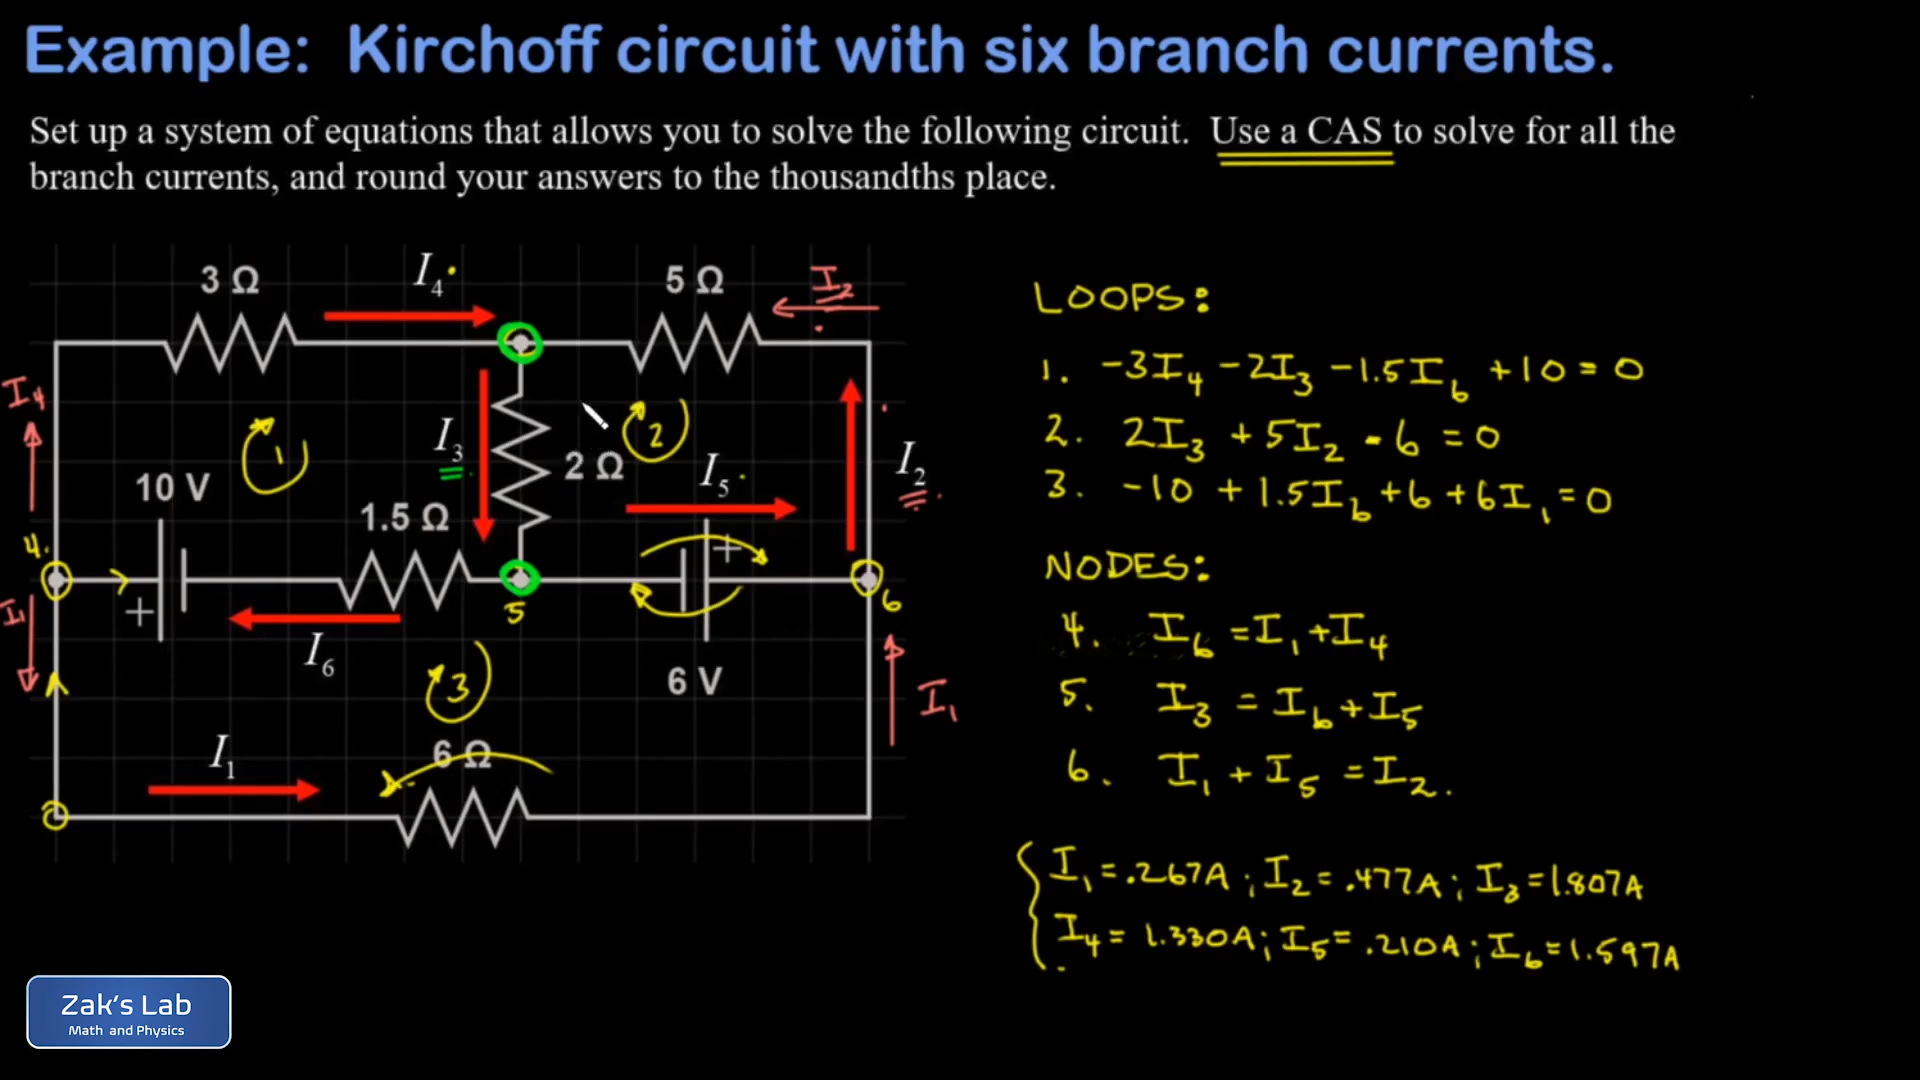 Example: Kirchoff circuit with six branch currents.
Set up a system of equations that allows you to solve the following circuit. Use a CAS to solve for all the
branch currents, and round your answers to the thousandths place.
3 Ω
I₄
5 Ω
I₂
I₄
1
I₃
2 Ω
2
I₅
I₂
10 V
1.5 Ω
4.
+
+
5
6
I₁
I₆
3
6 V
I₁
I₁
6 Ω
LOOPS:
1. -3I₄ -2I₃ -1.5I₆ +10 = 0
2. 2I₃ + 5I₂ - 6 = 0
3. -10 + 1.5I₆ + 6 + 6I₁ = 0
NODES:
4. I₆ = I₁ + I₄
5. I₃ = I₆ + I₅
6. I₁ + I₅ = I₂.
I₁ = .267A ; I₂ = .477A ; I₃ = 1.807A
I₄ = 1.330A ; I₅ = .210A ; I₆ = 1.597A
Zak's Lab
Math and Physics